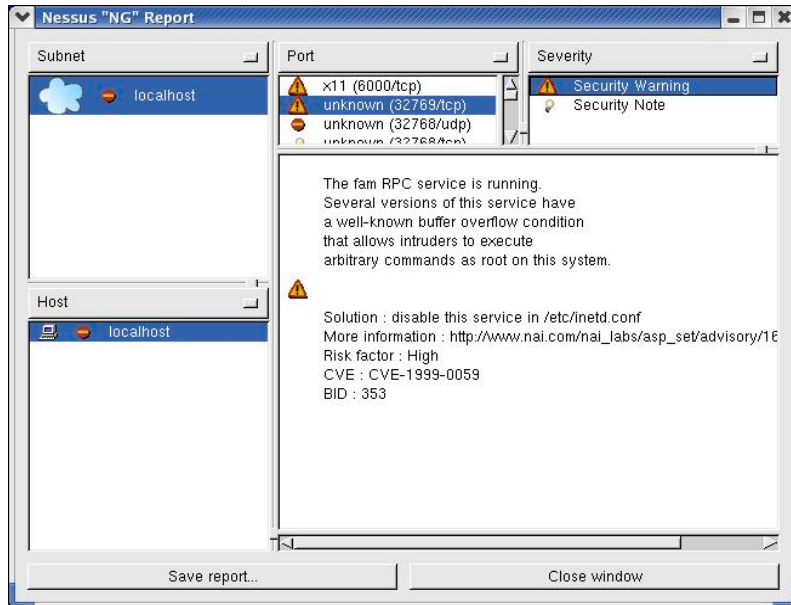 Nessus "NG" Report
Subnet
localhost
Port
x11 (6000/tcp)
unknown (32769/tcp)
unknown (32768/udp)
unknown (32768/tcp)
Severity
Security Warning
Security Note
The fam RPC service is running.
Several versions of this service have
a well-known buffer overflow condition
that allows intruders to execute
arbitrary commands as root on this system.
Solution : disable this service in /etc/inetd.conf
More information : http://www.nai.com/nai_labs/asp_set/advisory/16
Risk factor : High
CVE : CVE-1999-0059
BID : 353
Host
localhost
Save report...
Close window